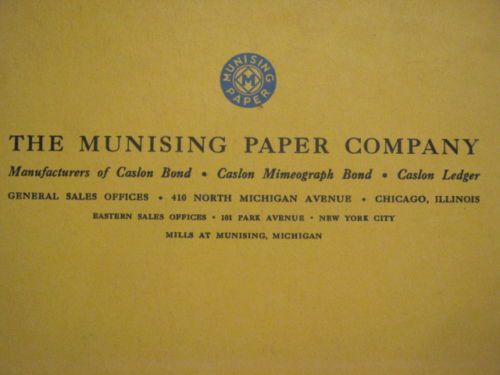 MUNISING
M
PAPER
THE MUNISING PAPER COMPANY
Manufacturers of Caslon Bond • Caslon Mimeograph Bond • Caslon Ledger
GENERAL SALES OFFICES • 410 NORTH MICHIGAN AVENUE • CHICAGO, ILLINOIS
EASTERN SALES OFFICES • 101 PARK AVENUE • NEW YORK CITY
MILLS AT MUNISING, MICHIGAN